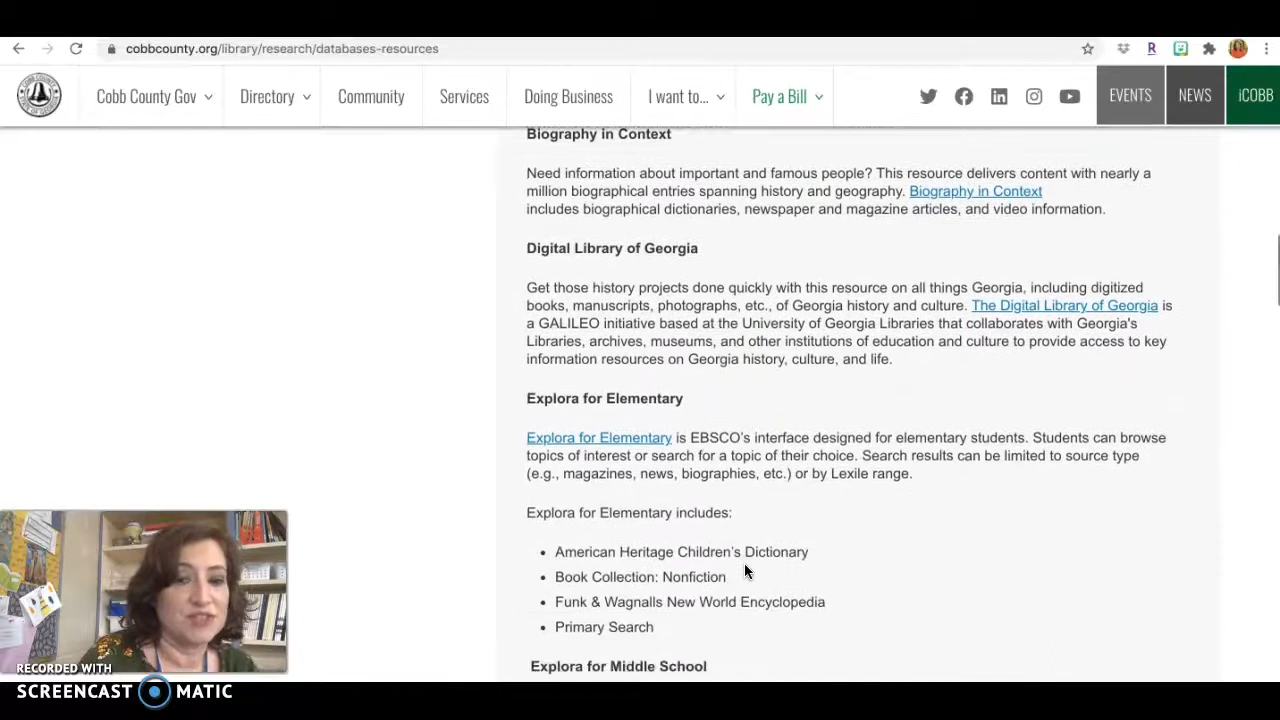 cobbcounty.org/library/research/databases-resources
Cobb County Gov Directory Community Services Doing Business I want to... Pay a Bill EVENTS NEWS iCOBB
Biography in Context
Need information about important and famous people? This resource delivers content with nearly a
million biographical entries spanning history and geography. Biography in Context
includes biographical dictionaries, newspaper and magazine articles, and video information.
Digital Library of Georgia
Get those history projects done quickly with this resource on all things Georgia, including digitized
books, manuscripts, photographs, etc., of Georgia history and culture. The Digital Library of Georgia is
a GALILEO initiative based at the University of Georgia Libraries that collaborates with Georgia's
Libraries, archives, museums, and other institutions of education and culture to provide access to key
information resources on Georgia history, culture, and life.
Explora for Elementary
Explora for Elementary is EBSCO's interface designed for elementary students. Students can browse
topics of interest or search for a topic of their choice. Search results can be limited to source type
(e.g., magazines, news, biographies, etc.) or by Lexile range.
Explora for Elementary includes:
• American Heritage Children's Dictionary
• Book Collection: Nonfiction
• Funk & Wagnalls New World Encyclopedia
• Primary Search
Explora for Middle School
RECORDED WITH
SCREENCAST MATIC